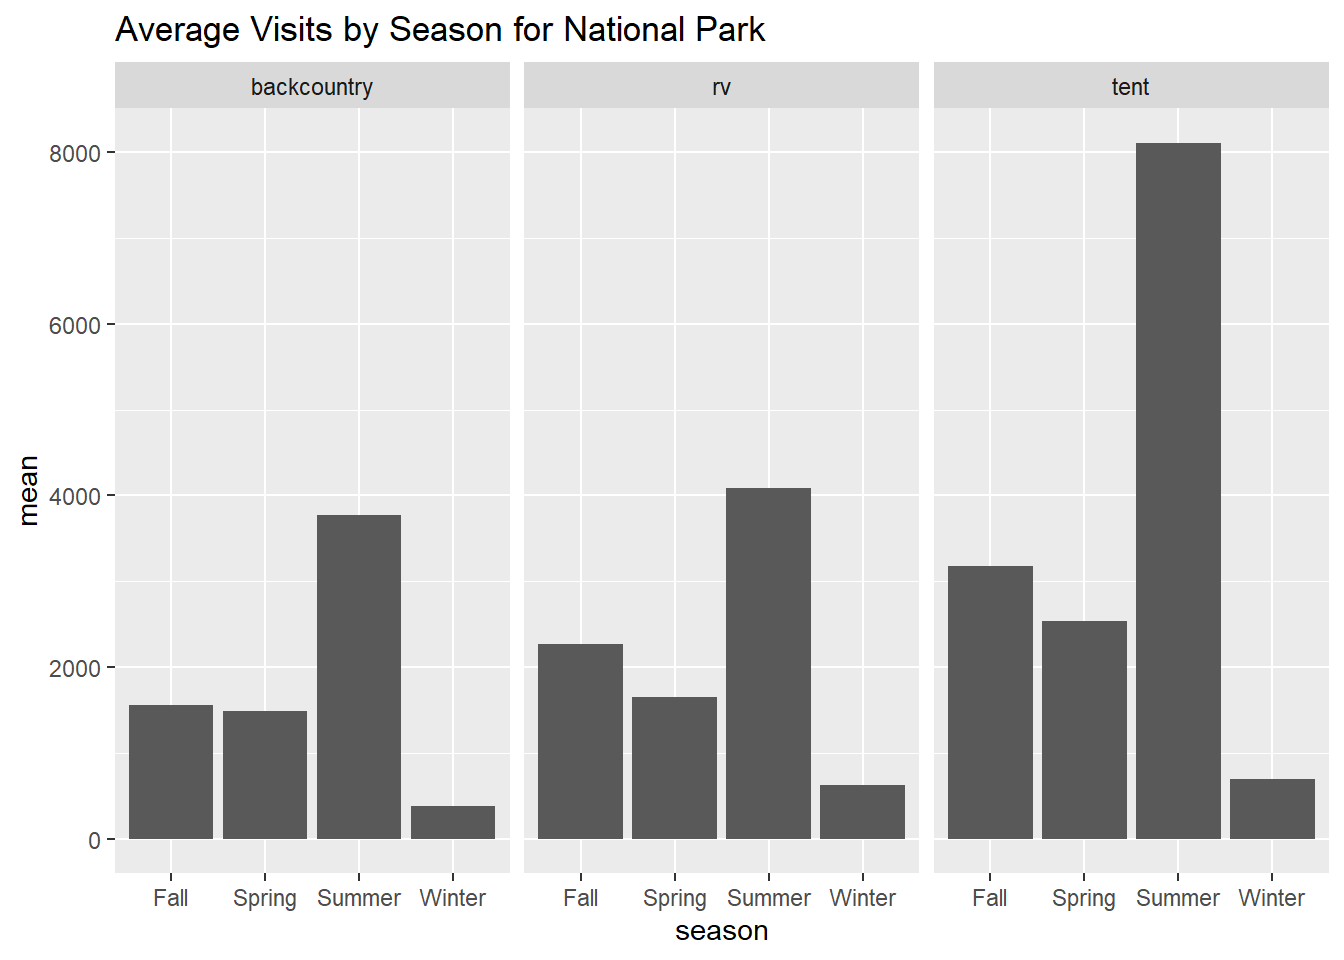 Average Visits by Season for National Park
backcountry rv tent
8000
6000
4000
2000
0
mean
Fall Spring Summer Winter Fall Spring Summer Winter Fall Spring Summer Winter
season